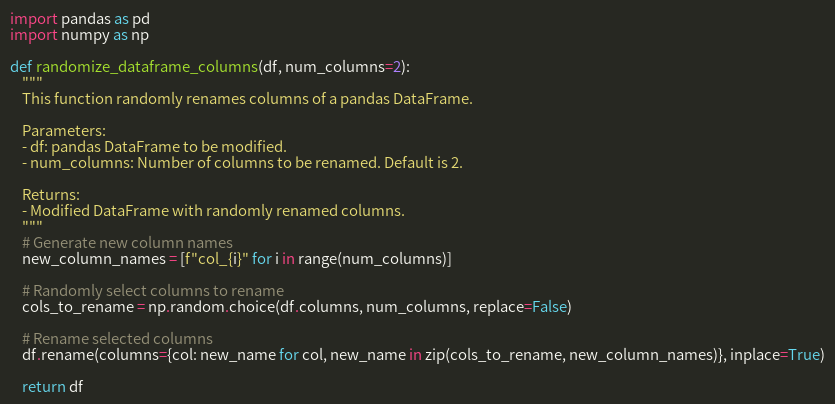 import pandas as pd
import numpy as np

def randomize_dataframe_columns(df, num_columns=2):
    """
    This function randomly renames columns of a pandas DataFrame.

    Parameters:
    - df: pandas DataFrame to be modified.
    - num_columns: Number of columns to be renamed. Default is 2.

    Returns:
    - Modified DataFrame with randomly renamed columns.
    """
    # Generate new column names
    new_column_names = [f"col_{i}" for i in range(num_columns)]

    # Randomly select columns to rename
    cols_to_rename = np.random.choice(df.columns, num_columns, replace=False)

    # Rename selected columns
    df.rename(columns={col: new_name for col, new_name in zip(cols_to_rename, new_column_names)}, inplace=True)

    return df